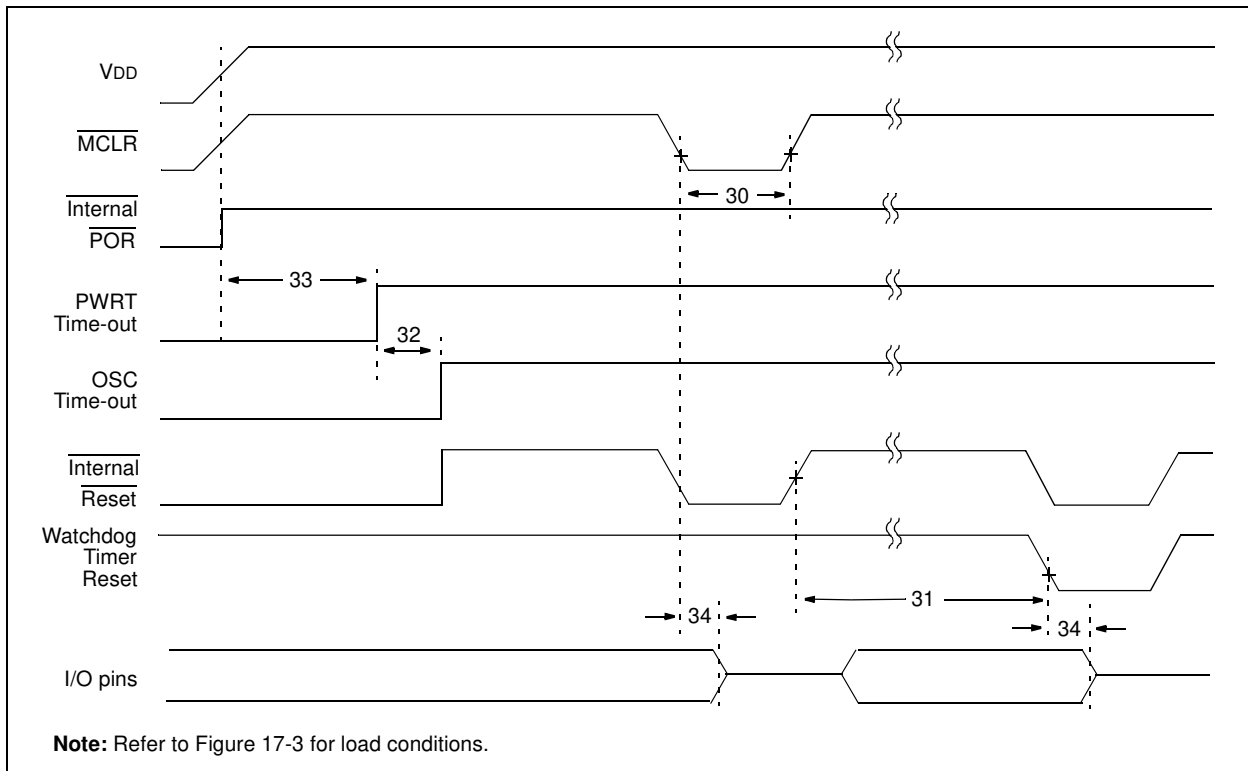 VDD
MCLR
30
Internal
POR
33
PWRT
Time-out
32
OSC
Time-out
Internal
Reset
Watchdog
Timer
Reset
31
34
34
I/O pins
Note: Refer to Figure 17-3 for load conditions.